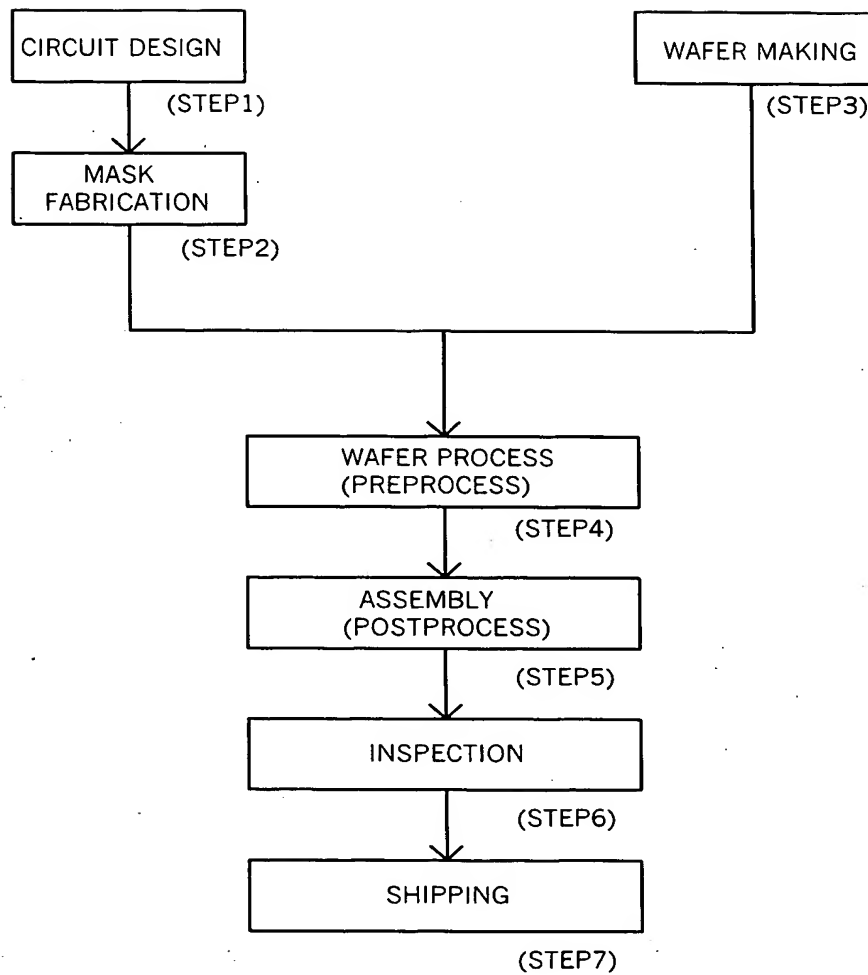 CIRCUIT DESIGN
(STEP1)
MASK
FABRICATION
(STEP2)
WAFER MAKING
(STEP3)
WAFER PROCESS
(PREPROCESS)
(STEP4)
ASSEMBLY
(POSTPROCESS)
(STEP5)
INSPECTION
(STEP6)
SHIPPING
(STEP7)